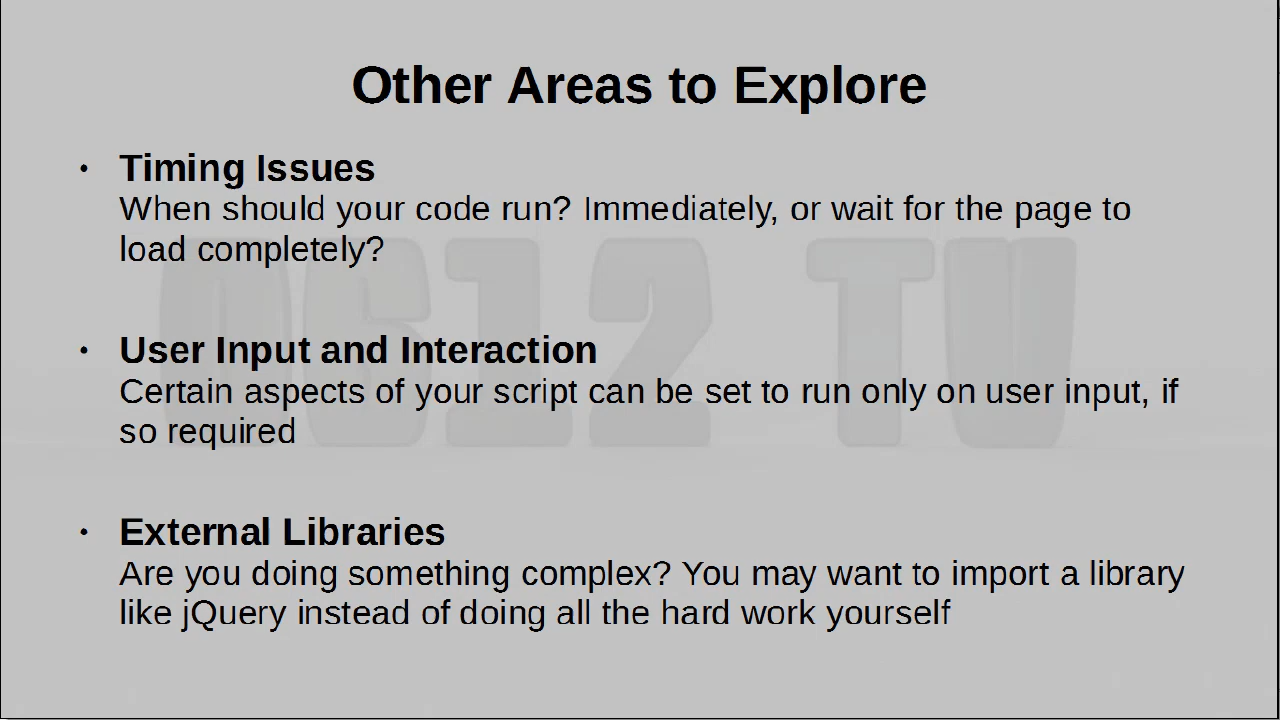 Other Areas to Explore
• Timing Issues
When should your code run? Immediately, or wait for the page to
load completely?
0612 TV
• User Input and Interaction
Certain aspects of your script can be set to run only on user input, if
so required
• External Libraries
Are you doing something complex? You may want to import a library
like jQuery instead of doing all the hard work yourself